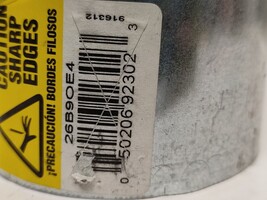 CAUTION
SHARP
EDGES
¡PRECAUCIÓN! BORDES FILOSOS
26B90E4
916312
0 50206 92302 3